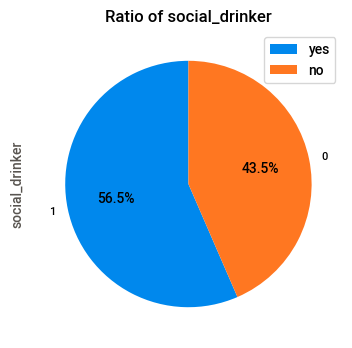 Ratio of social_drinker
yes
no
social_drinker
1
56.5%
43.5%
0